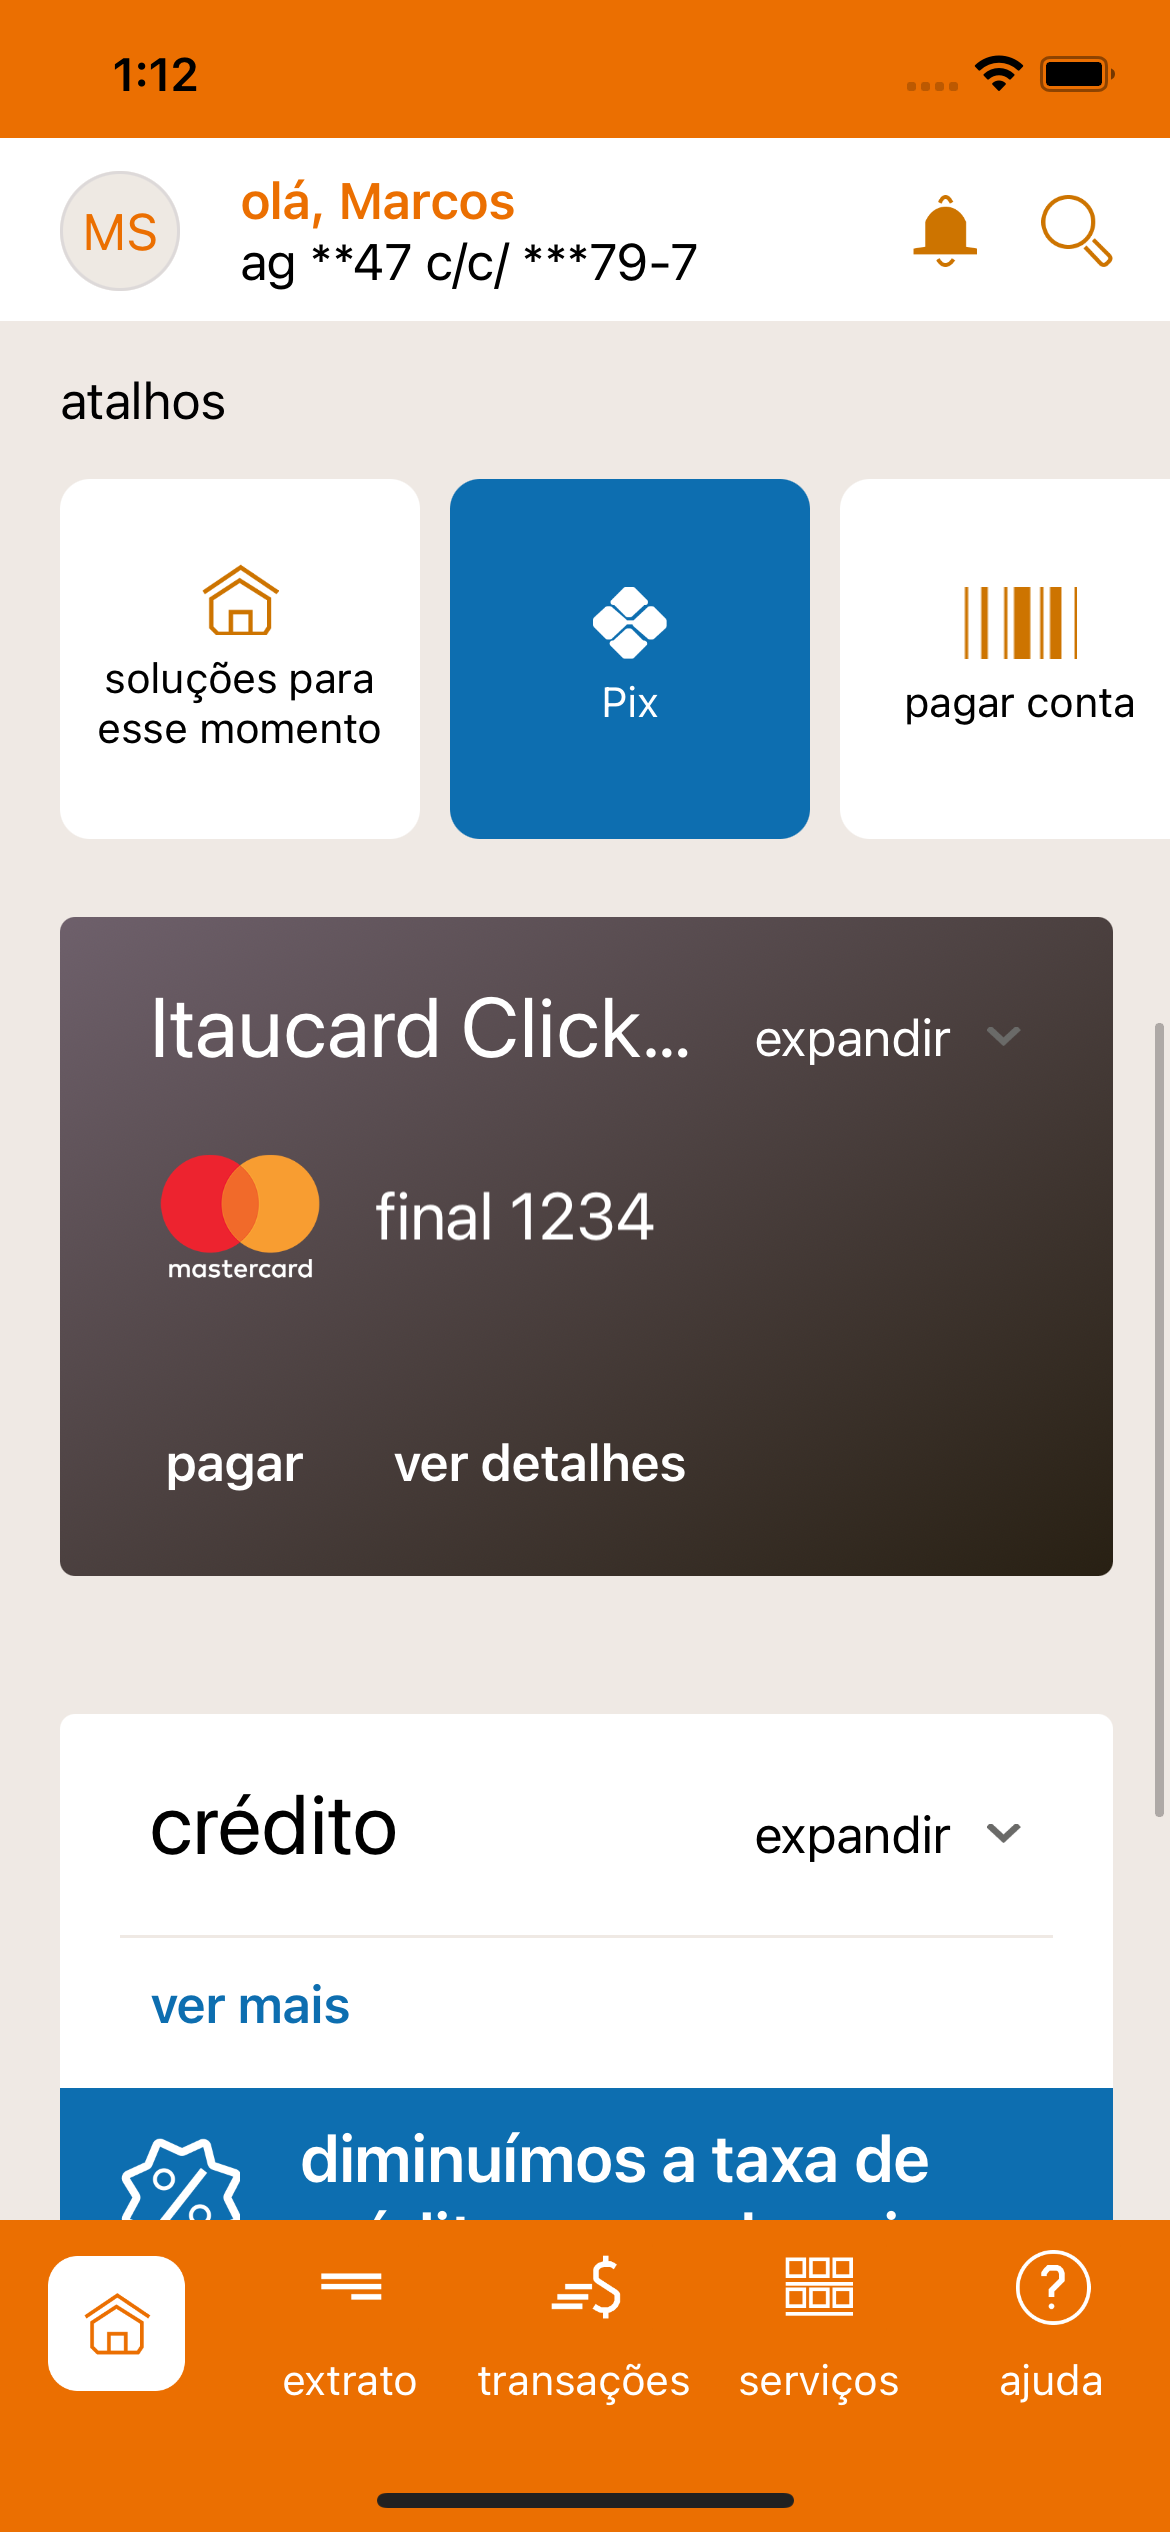 1:12
MS
olá, Marcos
ag **47 c/c/ ***79-7
atalhos
soluções para
esse momento
Pix
pagar conta
Itaucard Click...
expandir
mastercard
final 1234
pagar
ver detalhes
crédito
expandir
ver mais
diminuímos a taxa de
extrato
transações
serviços
ajuda